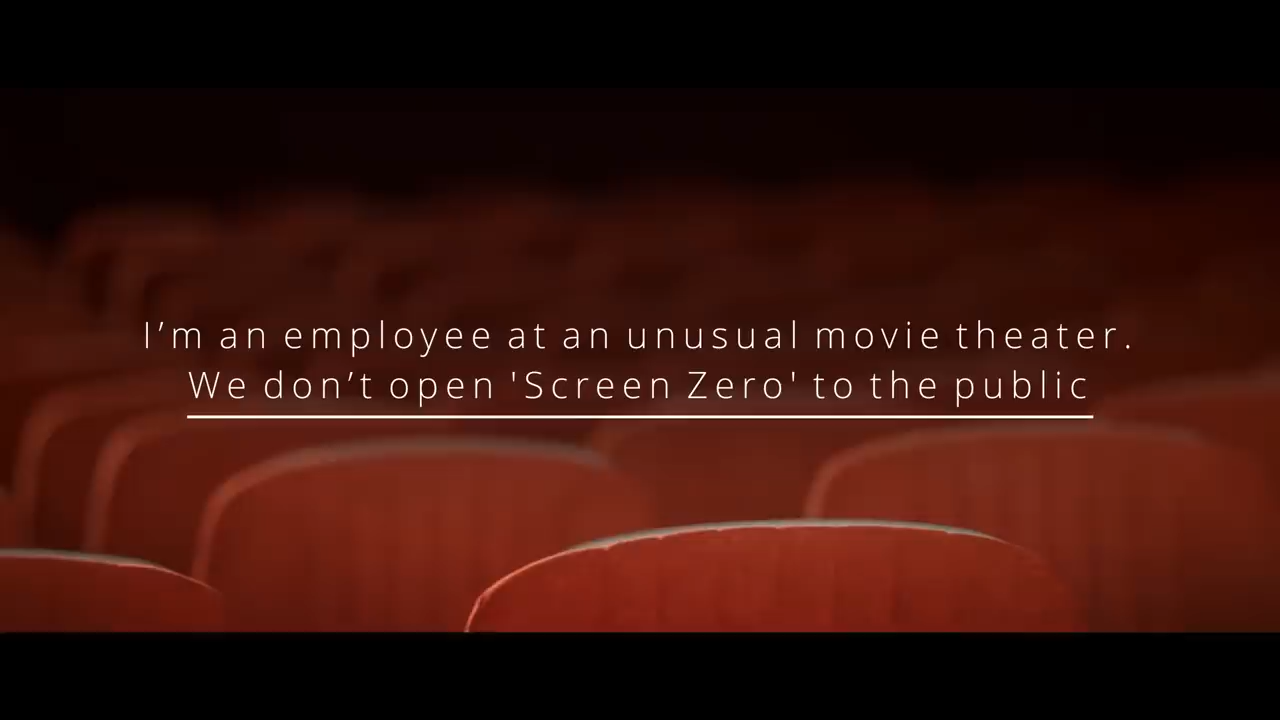 I’m an employee at an unusual movie theater.
We don’t open 'Screen Zero' to the public